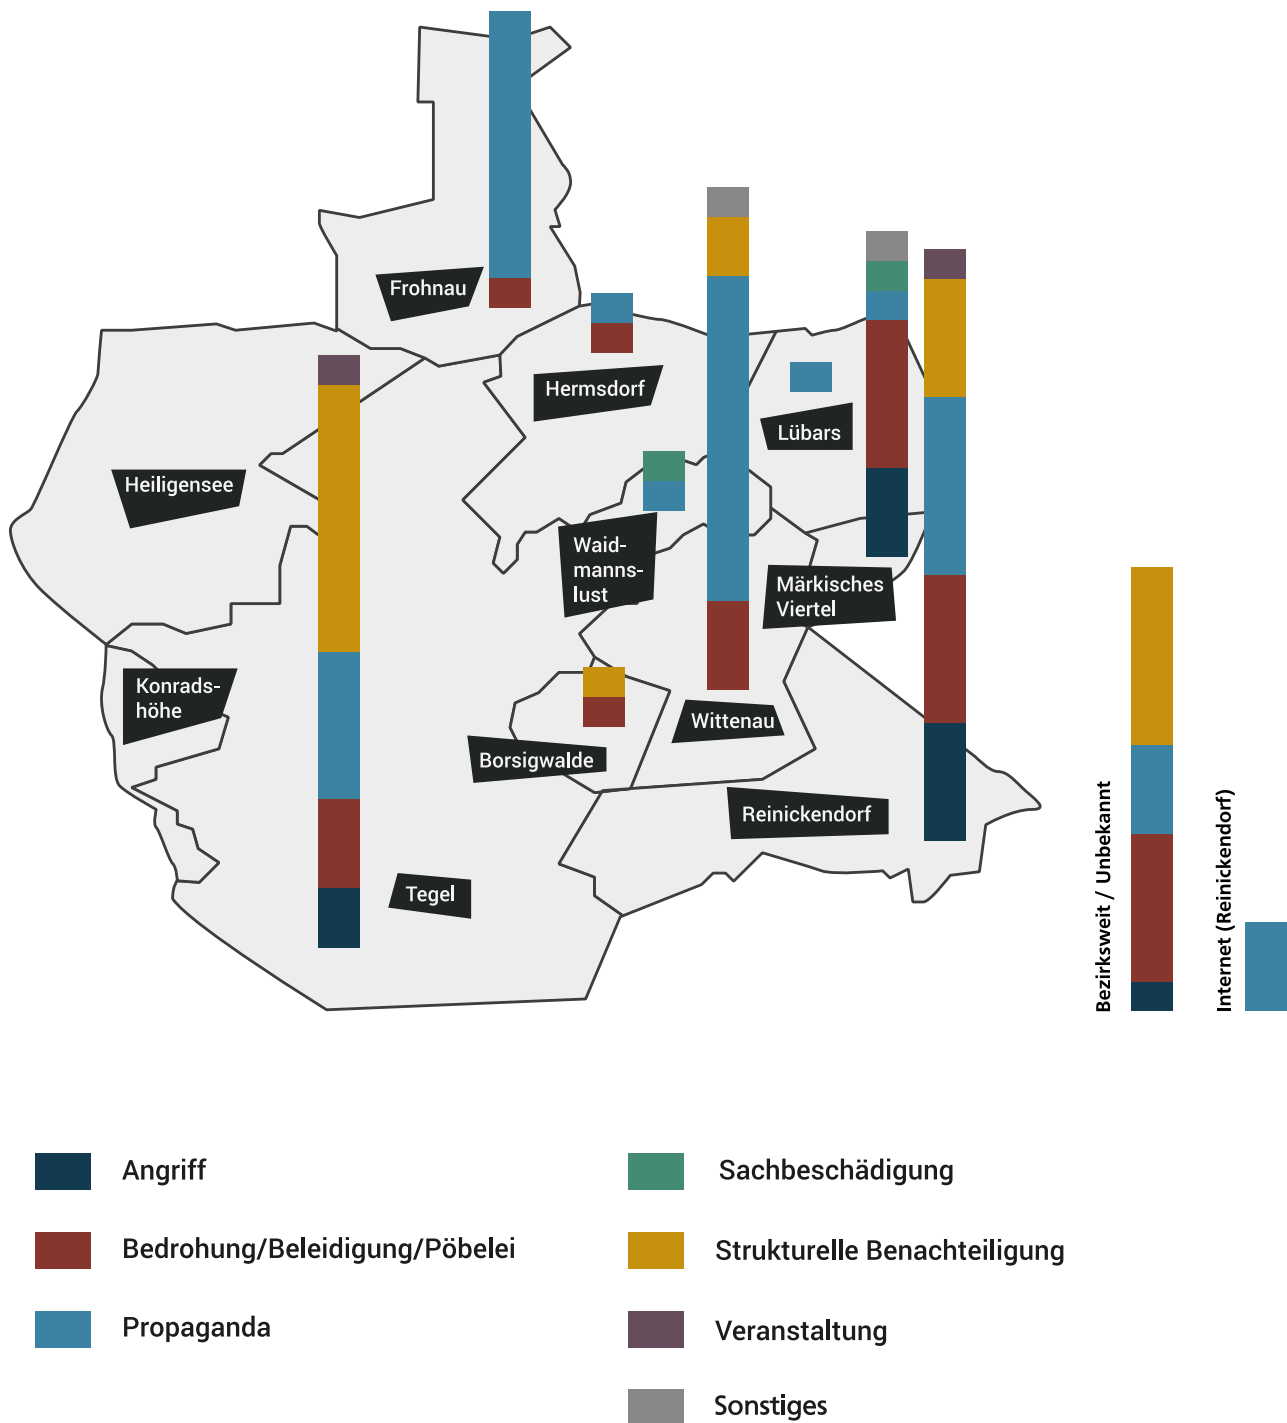 Frohnau
Hermsdorf
Lübars
Heiligensee
Waid-
manns-
lust
Märkisches
Viertel
Konrads-
höhe
Wittenau
Borsigwalde
Reinickendorf
Tegel
Bezirksweit / Unbekannt
Internet (Reinickendorf)
Angriff
Bedrohung/Beleidigung/Pöbelei
Propaganda
Sachbeschädigung
Strukturelle Benachteiligung
Veranstaltung
Sonstiges